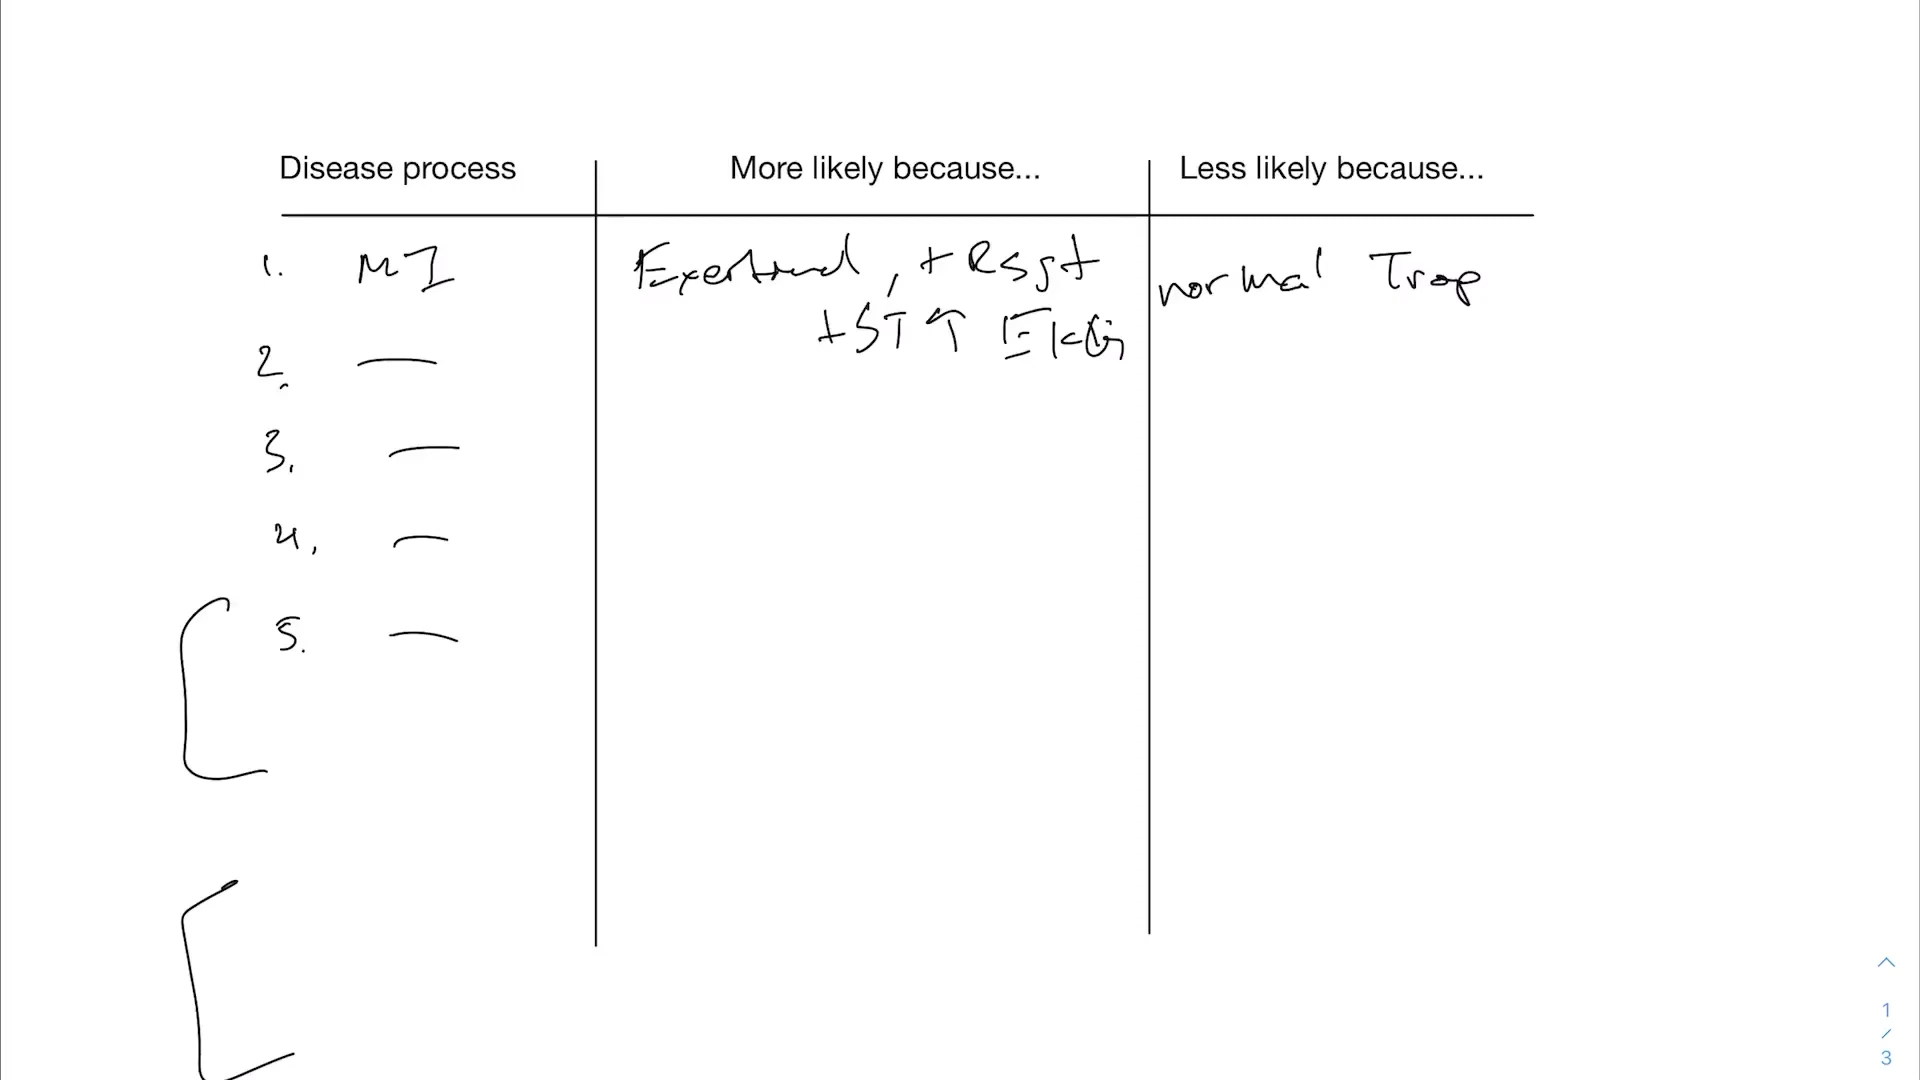 Disease process More likely because... Less likely because...
1. MI Exertional, + normal Trop
+ST↑ EKG
2. —
3. —
4. —
5. —
1
/
3